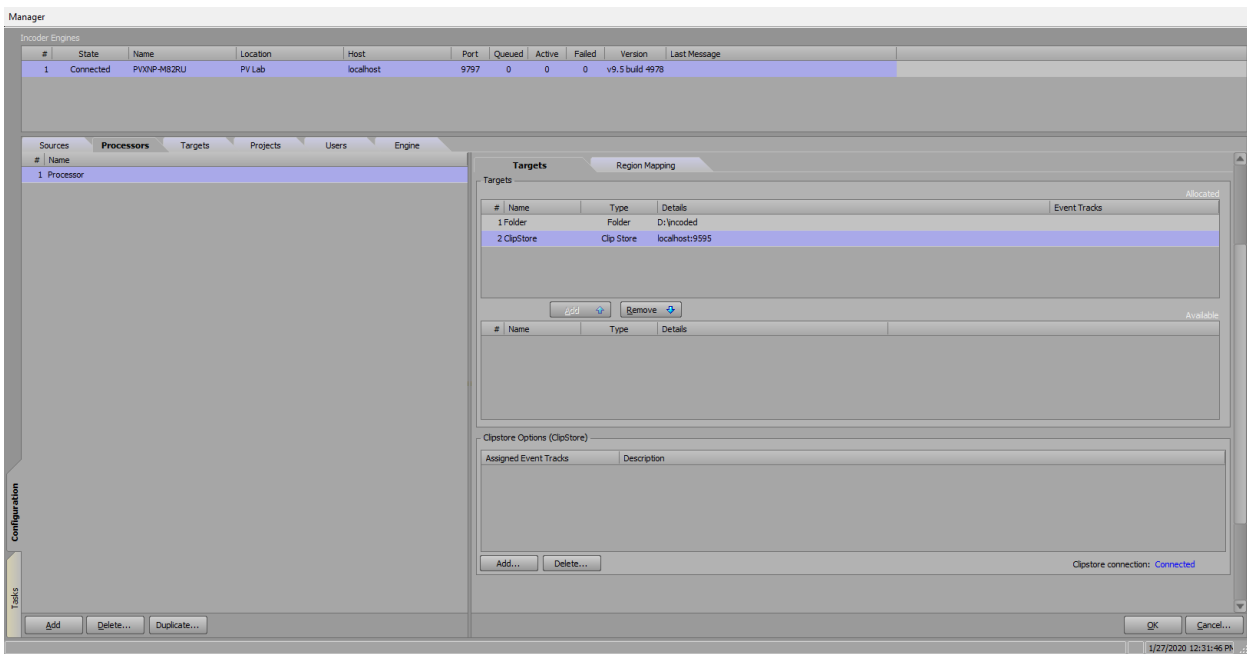 Manager
Incoder Engines
# State Name Location Host Port Queued Active Failed Version Last Message
1 Connected PVXNP-M82RU PV Lab localhost 9797 0 0 0 v9.5 build 4978
Sources Processors Targets Projects Users Engine
# Name
1 Processor
Targets Region Mapping
Targets
Allocated
# Name Type Details Event Tracks
1 Folder Folder D:\incoded
2 ClipStore Clip Store localhost:9595
Add Remove
Available
# Name Type Details
Clipstore Options (ClipStore)
Assigned Event Tracks Description
Configuration
Add... Delete... Clipstore connection: Connected
Tasks
Add Delete... Duplicate... OK Cancel...
1/27/2020 12:31:46 PM